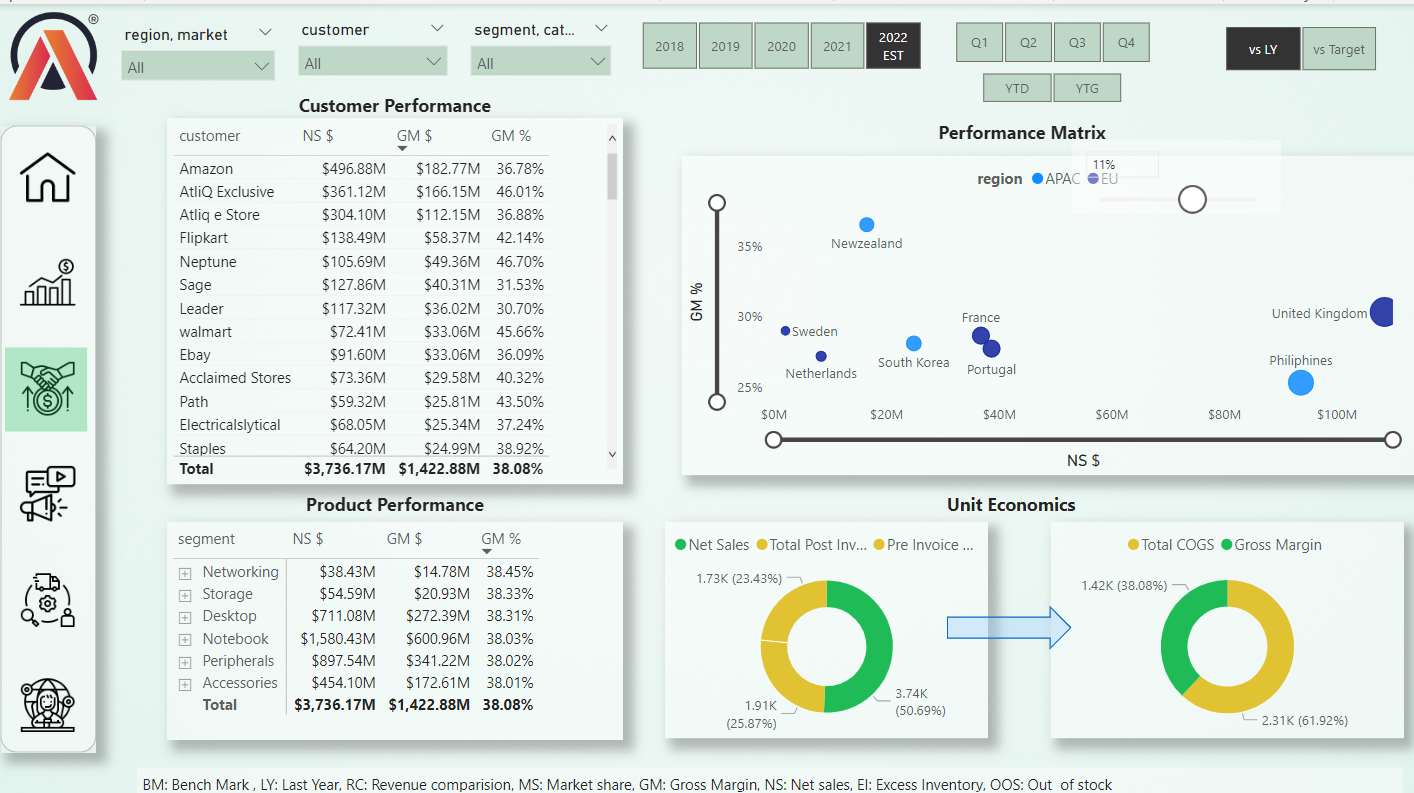 ®
region, market
customer
segment, cat...
All
All
All
2018
2019
2020
2021
2022
EST
Q1
Q2
Q3
Q4
YTD
YTG
vs LY
vs Target
Customer Performance
customer NS $ GM $ GM %
Amazon $496.88M $182.77M 36.78%
AtliQ Exclusive $361.12M $166.15M 46.01%
Atliq e Store $304.10M $112.15M 36.88%
Flipkart $138.49M $58.37M 42.14%
Neptune $105.69M $49.36M 46.70%
Sage $127.86M $40.31M 31.53%
Leader $117.32M $36.02M 30.70%
walmart $72.41M $33.06M 45.66%
Ebay $91.60M $33.06M 36.09%
Acclaimed Stores $73.36M $29.58M 40.32%
Path $59.32M $25.81M 43.50%
Electricalslytical $68.05M $25.34M 37.24%
Staples $64.20M $24.99M 38.92%
Total $3,736.17M $1,422.88M 38.08%
Performance Matrix
11%
region APAC EU
GM %
35%
30%
25%
Newzealand
Sweden
Netherlands
South Korea
France
Portugal
United Kingdom
Philiphines
$0M $20M $40M $60M $80M $100M
NS $
Product Performance
segment NS $ GM $ GM %
Networking $38.43M $14.78M 38.45%
Storage $54.59M $20.93M 38.33%
Desktop $711.08M $272.39M 38.31%
Notebook $1,580.43M $600.96M 38.03%
Peripherals $897.54M $341.22M 38.02%
Accessories $454.10M $172.61M 38.01%
Total $3,736.17M $1,422.88M 38.08%
Unit Economics
Net Sales Total Post Inv... Pre Invoice ...
1.73K (23.43%)
3.74K
(50.69%)
1.91K
(25.87%)
Total COGS Gross Margin
1.42K (38.08%)
2.31K (61.92%)
BM: Bench Mark , LY: Last Year, RC: Revenue comparision, MS: Market share, GM: Gross Margin, NS: Net sales, EI: Excess Inventory, OOS: Out of stock